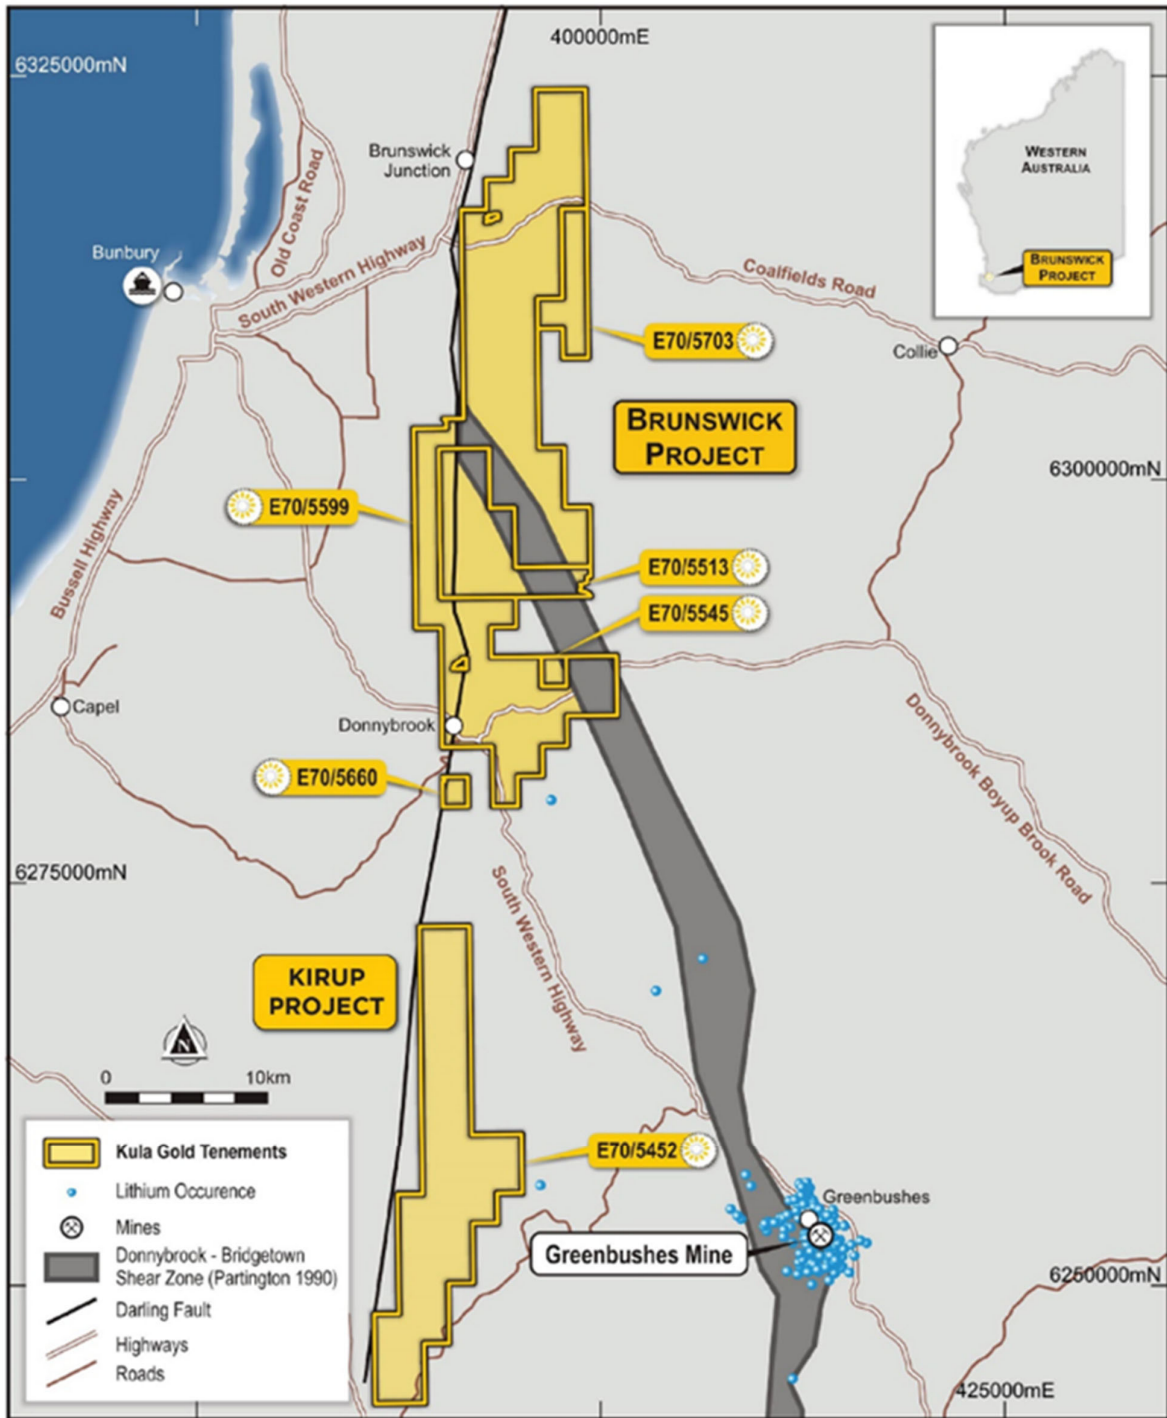 400000mE
6325000mN
WESTERN
AUSTRALIA
BRUNSWICK
PROJECT
Brunswick
Junction
Old Coast Road
Bunbury
South Western Highway
Coalfields Road
E70/5703
Collie
BRUNSWICK
PROJECT
6300000mN
E70/5599
Bussell Highway
E70/5513
E70/5545
Capel
Donnybrook
Donnybrook Boyup Brook Road
E70/5660
6275000mN
South Western Highway
KIRUP
PROJECT
N
0 10km
E70/5452
Kula Gold Tenements
Lithium Occurence
Mines
Donnybrook - Bridgetown
Shear Zone (Partington 1990)
Darling Fault
Highways
Roads
Greenbushes
Greenbushes Mine
6250000mN
425000mE